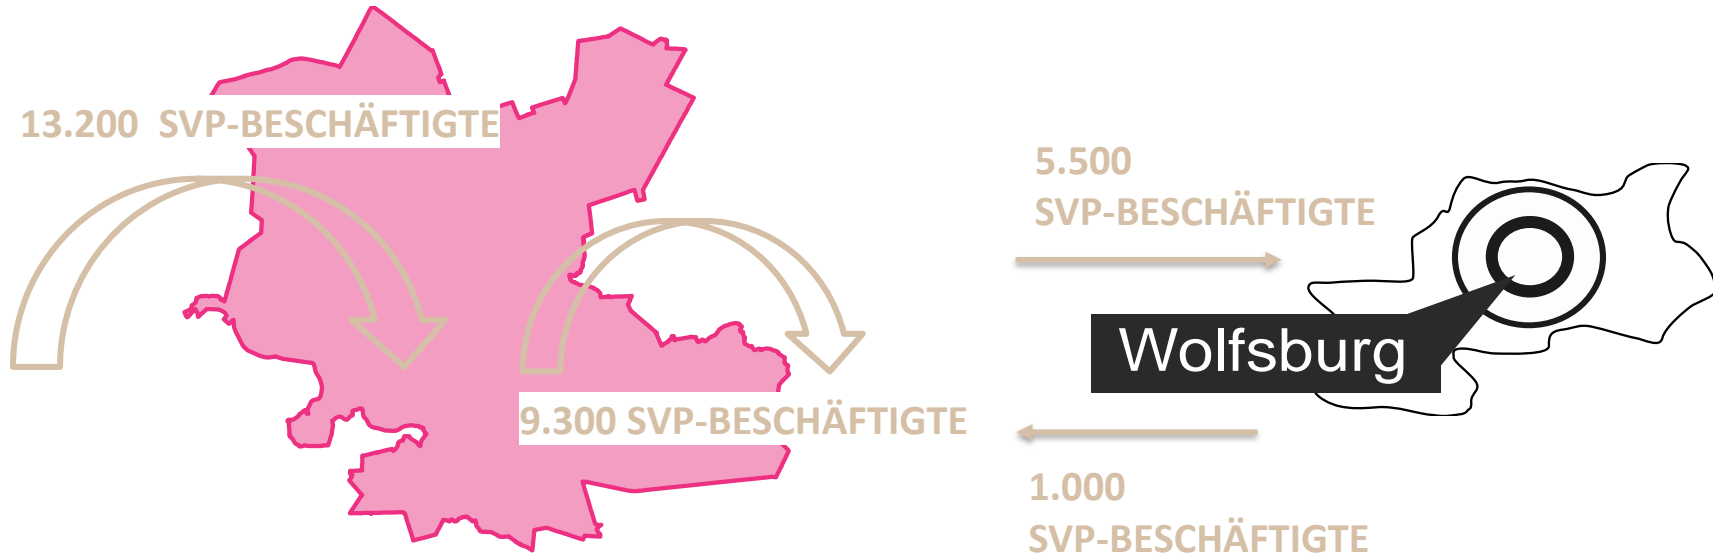 13.200 SVP-BESCHÄFTIGTE
5.500
SVP-BESCHÄFTIGTE
Wolfsburg
9.300 SVP-BESCHÄFTIGTE
1.000
SVP-BESCHÄFTIGTE